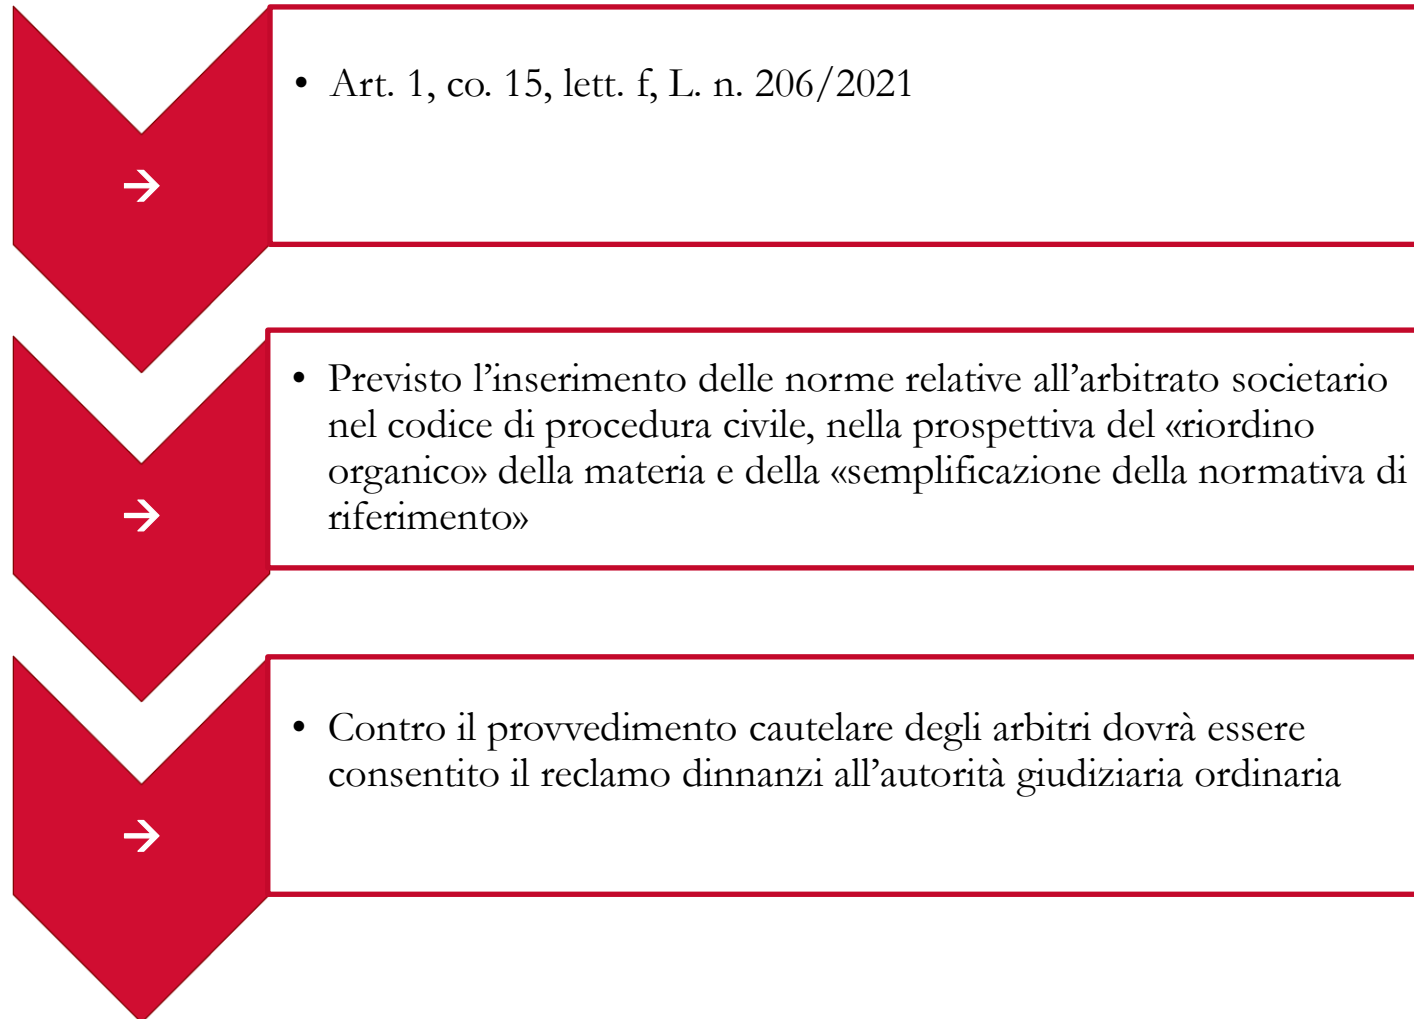 →
• Art. 1, co. 15, lett. f, L. n. 206/2021
→
• Previsto l’inserimento delle norme relative all’arbitrato societario
nel codice di procedura civile, nella prospettiva del «riordino
organico» della materia e della «semplificazione della normativa di
riferimento»
→
• Contro il provvedimento cautelare degli arbitri dovrà essere
consentito il reclamo dinnanzi all’autorità giudiziaria ordinaria